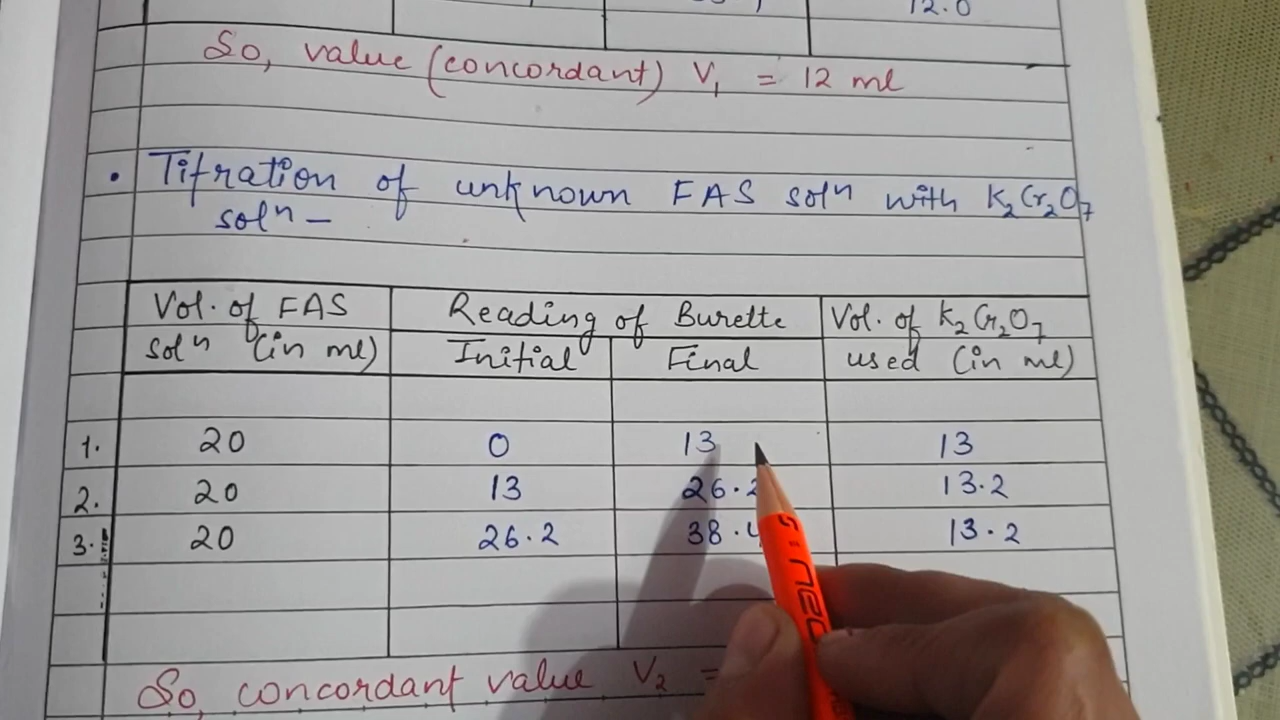 12.0
So, value (concordant) V₁ = 12 ml
• Titration of unknown FAS solⁿ with K₂Cr₂O₇
solⁿ –
Vol. of FAS Reading of Burette Vol. of K₂Cr₂O₇
solⁿ (in ml) Initial Final used (in ml)
1. 20 0 13 13
2. 20 13 26.2 13.2
3. 20 26.2 13.2
So, concordant value V₂ =